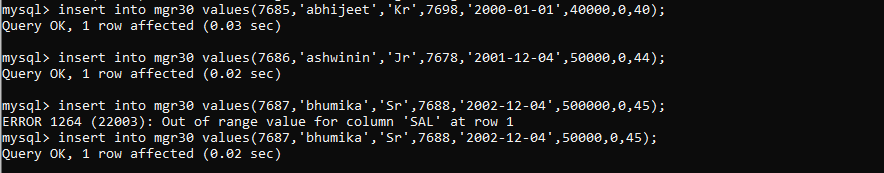 mysql> insert into mgr30 values(7685,'abhijeet','Kr',7698,'2000-01-01',40000,0,40);
Query OK, 1 row affected (0.03 sec)
mysql> insert into mgr30 values(7686,'ashwinin','Jr',7678,'2001-12-04',50000,0,44);
Query OK, 1 row affected (0.02 sec)
mysql> insert into mgr30 values(7687,'bhumika','Sr',7688,'2002-12-04',500000,0,45);
ERROR 1264 (22003): Out of range value for column 'SAL' at row 1
mysql> insert into mgr30 values(7687,'bhumika','Sr',7688,'2002-12-04',50000,0,45);
Query OK, 1 row affected (0.02 sec)